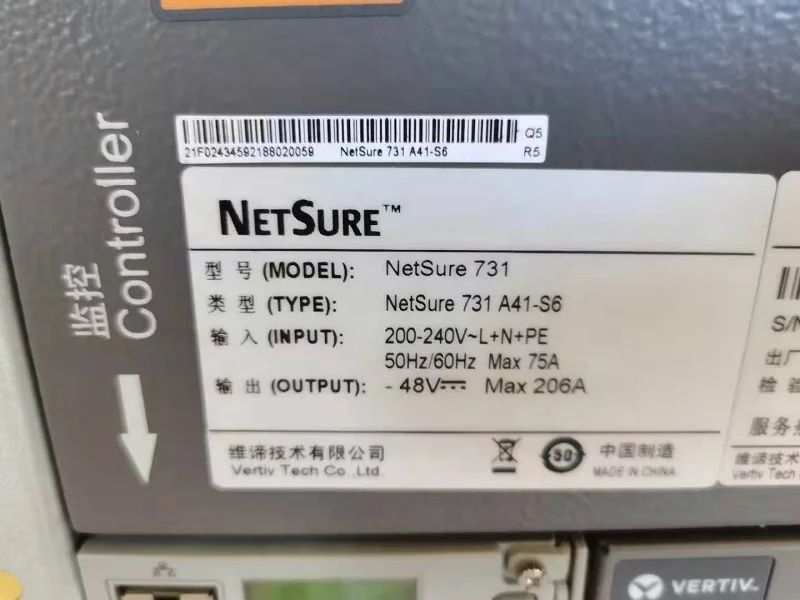 21F02434592188020059 NetSure 731 A41-S6
Q5
R5
监控
Controller
NETSURE™
型号(MODEL): NetSure 731
类型(TYPE): NetSure 731 A41-S6
输入(INPUT): 200-240V~L+N+PE
50Hz/60Hz Max 75A
输出(OUTPUT): -48V⎓ Max 206A
维谛技术有限公司
Vertiv Tech Co.,Ltd.
50
中国制造
MADE IN CHINA
S/N
出厂
检验
服务
维谛技术
Vertiv Tech
VERTIV™